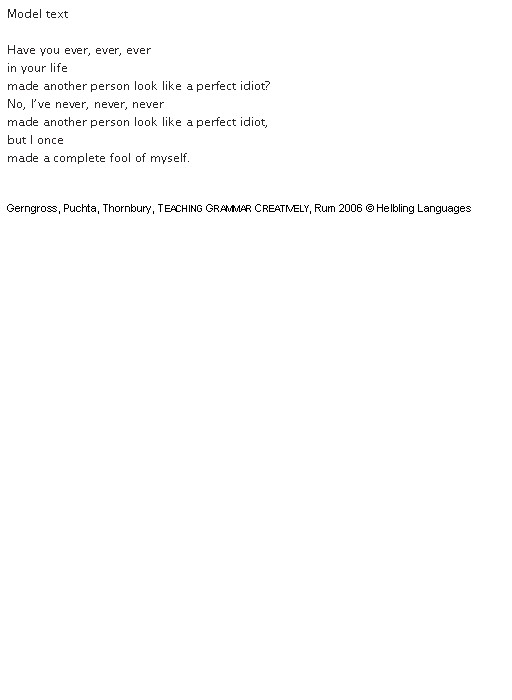 Model text
Have you ever, ever, ever
in your life
made another person look like a perfect idiot?
No, I've never, never, never
made another person look like a perfect idiot,
but I once
made a complete fool of myself.
Gerngross, Puchta, Thornbury, TEACHING GRAMMAR CREATIVELY, Rum 2006 © Helbling Languages